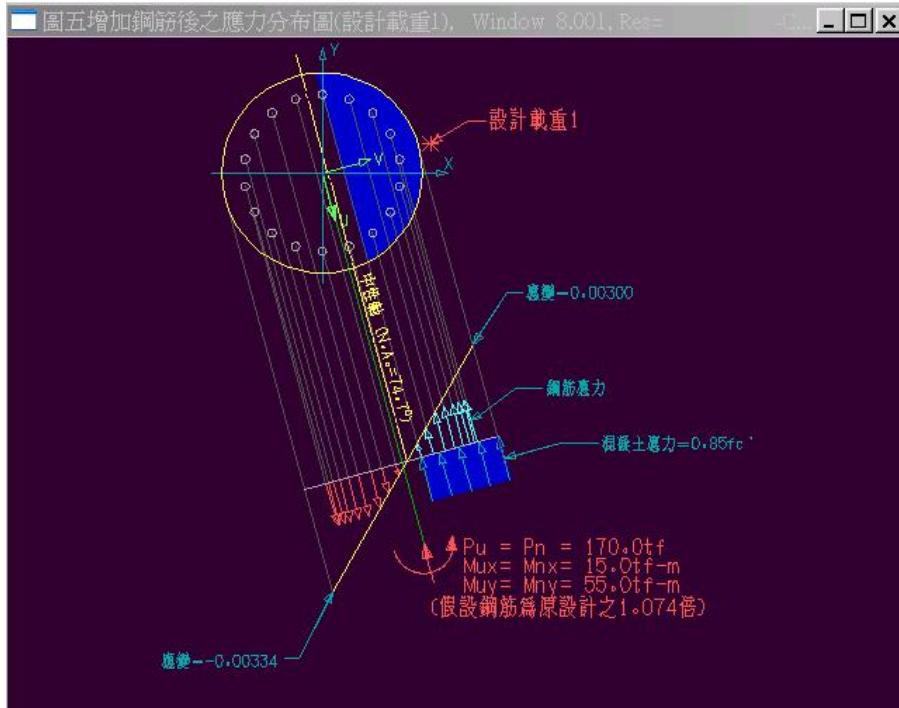 圖五增加鋼筋後之應力分布圖(設計載重1), Window 8.001, Res=
Y
設計載重1
V
X
U
中性軸 (N.A.=74.7°)
應變=0.00300
鋼筋應力
混凝土應力=0.85fc'
Pu = Pn = 170.0tf
Mux= Mnx= 15.0tf-m
Muy= Mny= 55.0tf-m
(假設鋼筋為原設計之1.074倍)
應變=-0.00334